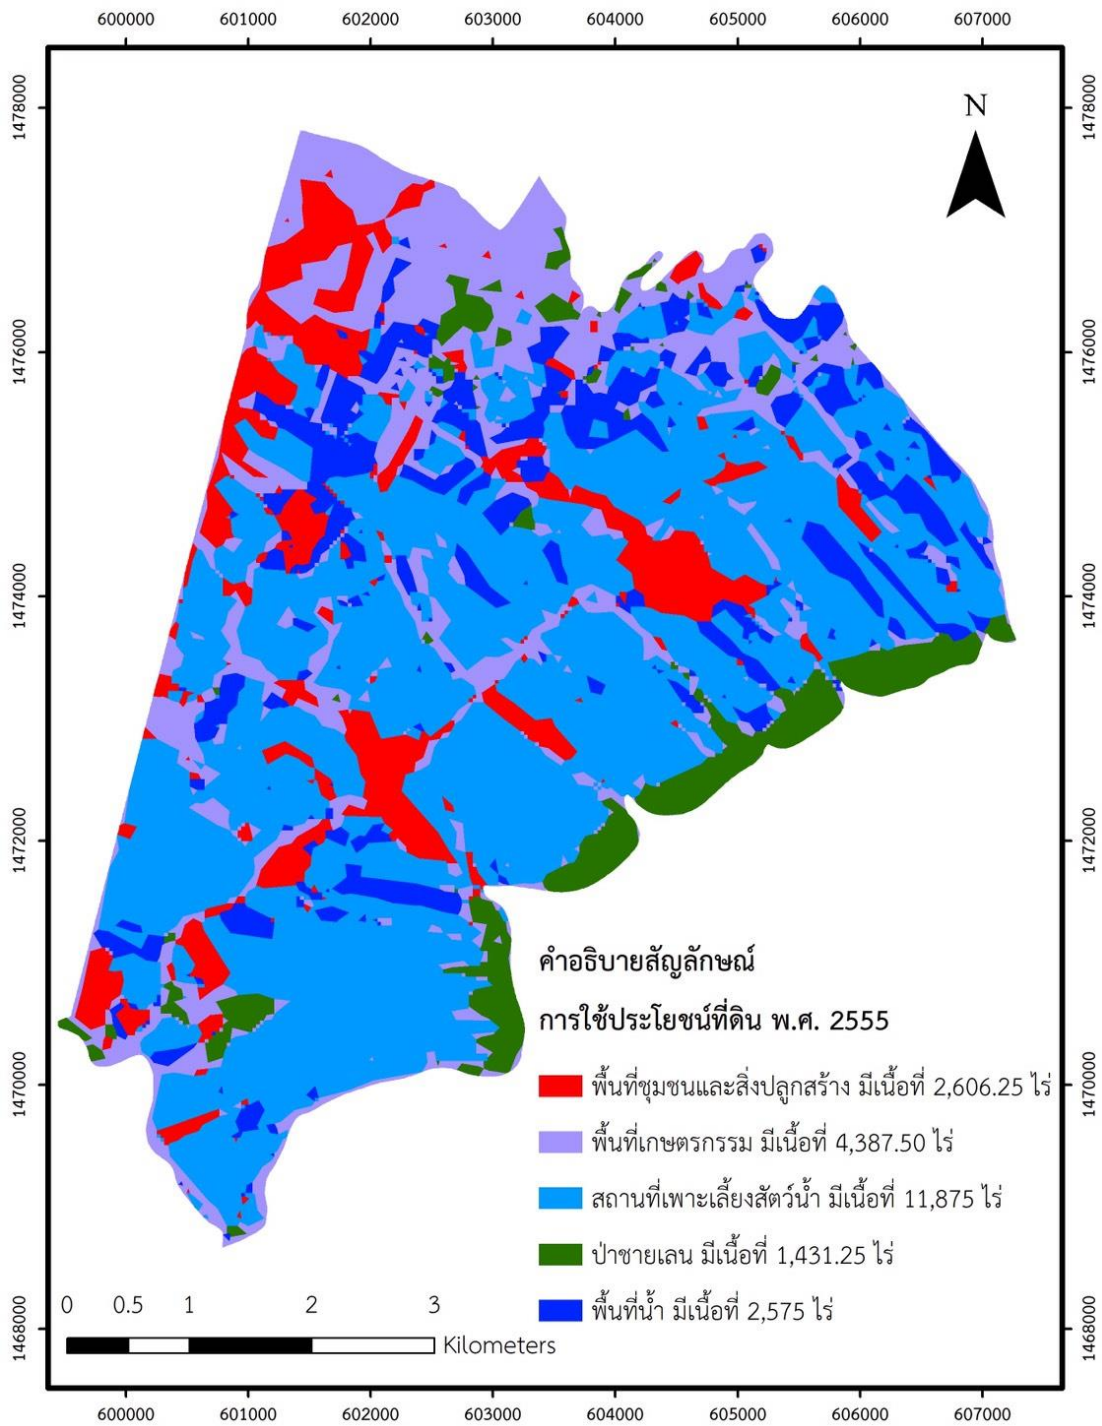 600000 601000 602000 603000 604000 605000 606000 607000
1478000 1478000
N
1476000 1476000
1474000 1474000
1472000 1472000
คำอธิบายสัญลักษณ์
การใช้ประโยชน์ที่ดิน พ.ศ. 2555
1470000 1470000
พื้นที่ชุมชนและสิ่งปลูกสร้าง มีเนื้อที่ 2,606.25 ไร่
พื้นที่เกษตรกรรม มีเนื้อที่ 4,387.50 ไร่
สถานที่เพาะเลี้ยงสัตว์น้ำ มีเนื้อที่ 11,875 ไร่
ป่าชายเลน มีเนื้อที่ 1,431.25 ไร่
พื้นที่น้ำ มีเนื้อที่ 2,575 ไร่
0 0.5 1 2 3
Kilometers
1468000 1468000
600000 601000 602000 603000 604000 605000 606000 607000